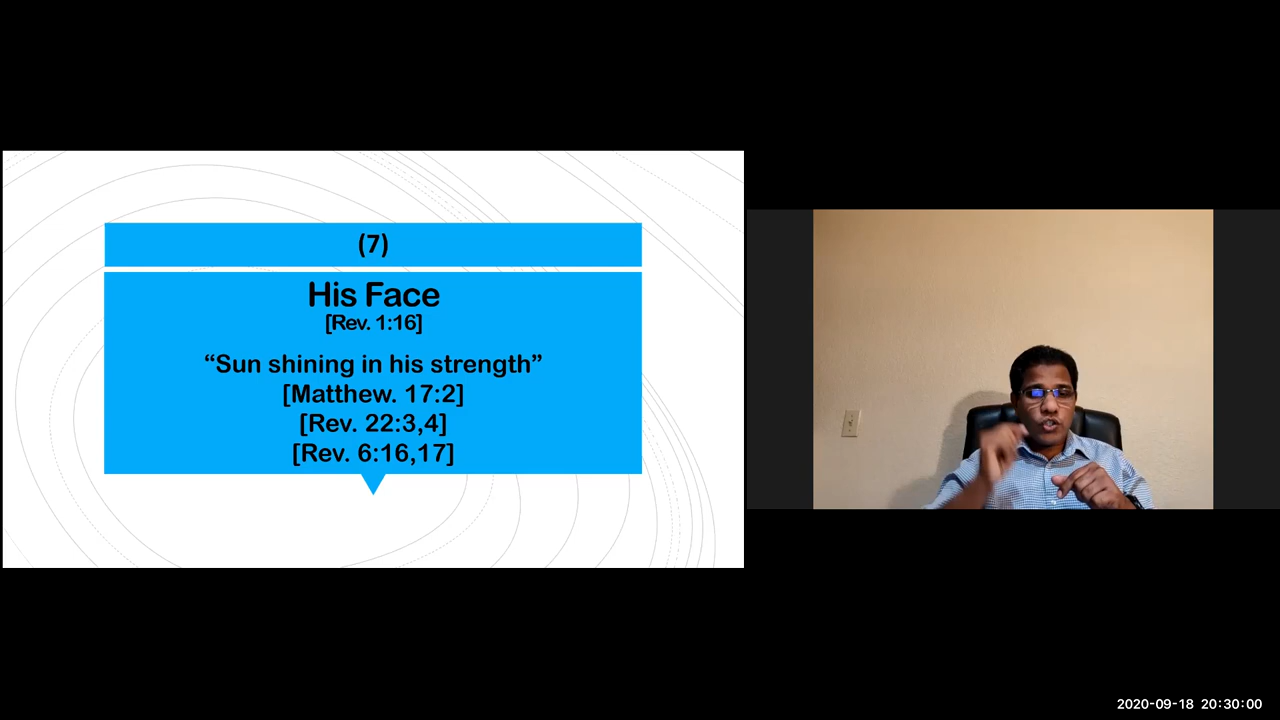 (7)
His Face
[Rev. 1:16]
“Sun shining in his strength”
[Matthew. 17:2]
[Rev. 22:3,4]
[Rev. 6:16,17]
2020-09-18 20:30:00